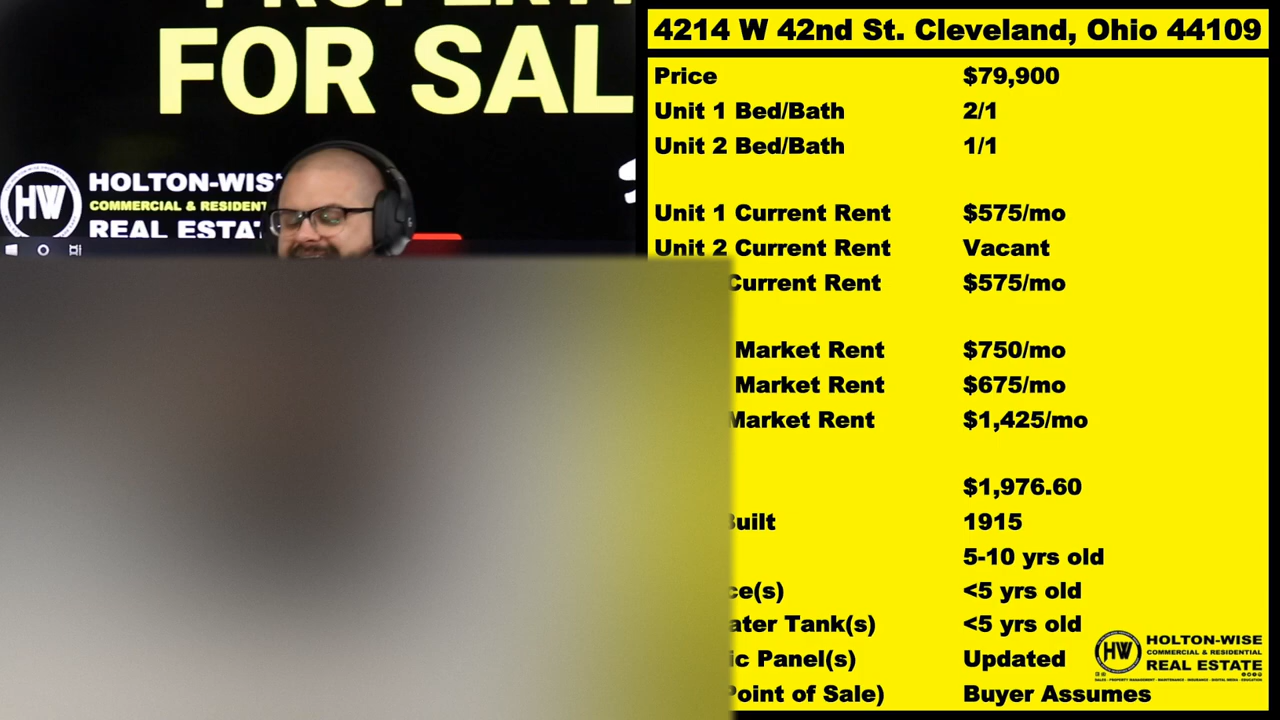 FOR SAL
HW
HOLTON-WIS
COMMERCIAL & RESIDENT
REAL ESTAT
4214 W 42nd St. Cleveland, Ohio 44109
Price $79,900
Unit 1 Bed/Bath 2/1
Unit 2 Bed/Bath 1/1
Unit 1 Current Rent $575/mo
Unit 2 Current Rent Vacant
Current Rent $575/mo
Market Rent $750/mo
Market Rent $675/mo
Market Rent $1,425/mo
$1,976.60
Built 1915
5-10 yrs old
ce(s) <5 yrs old
ater Tank(s) <5 yrs old
ic Panel(s) Updated
Point of Sale) Buyer Assumes
HW
HOLTON-WISE
COMMERCIAL & RESIDENTIAL
REAL ESTATE